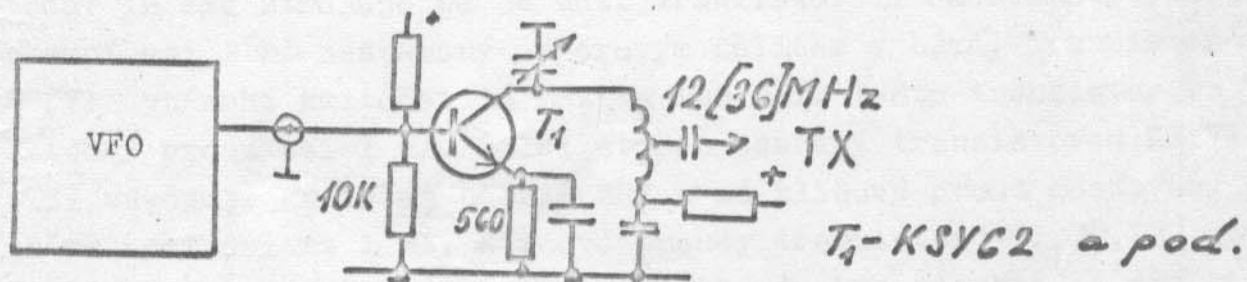 +
12[36]MHz
VFO
T₁
TX
10K
560
+
T₁-KSY62 a pod.